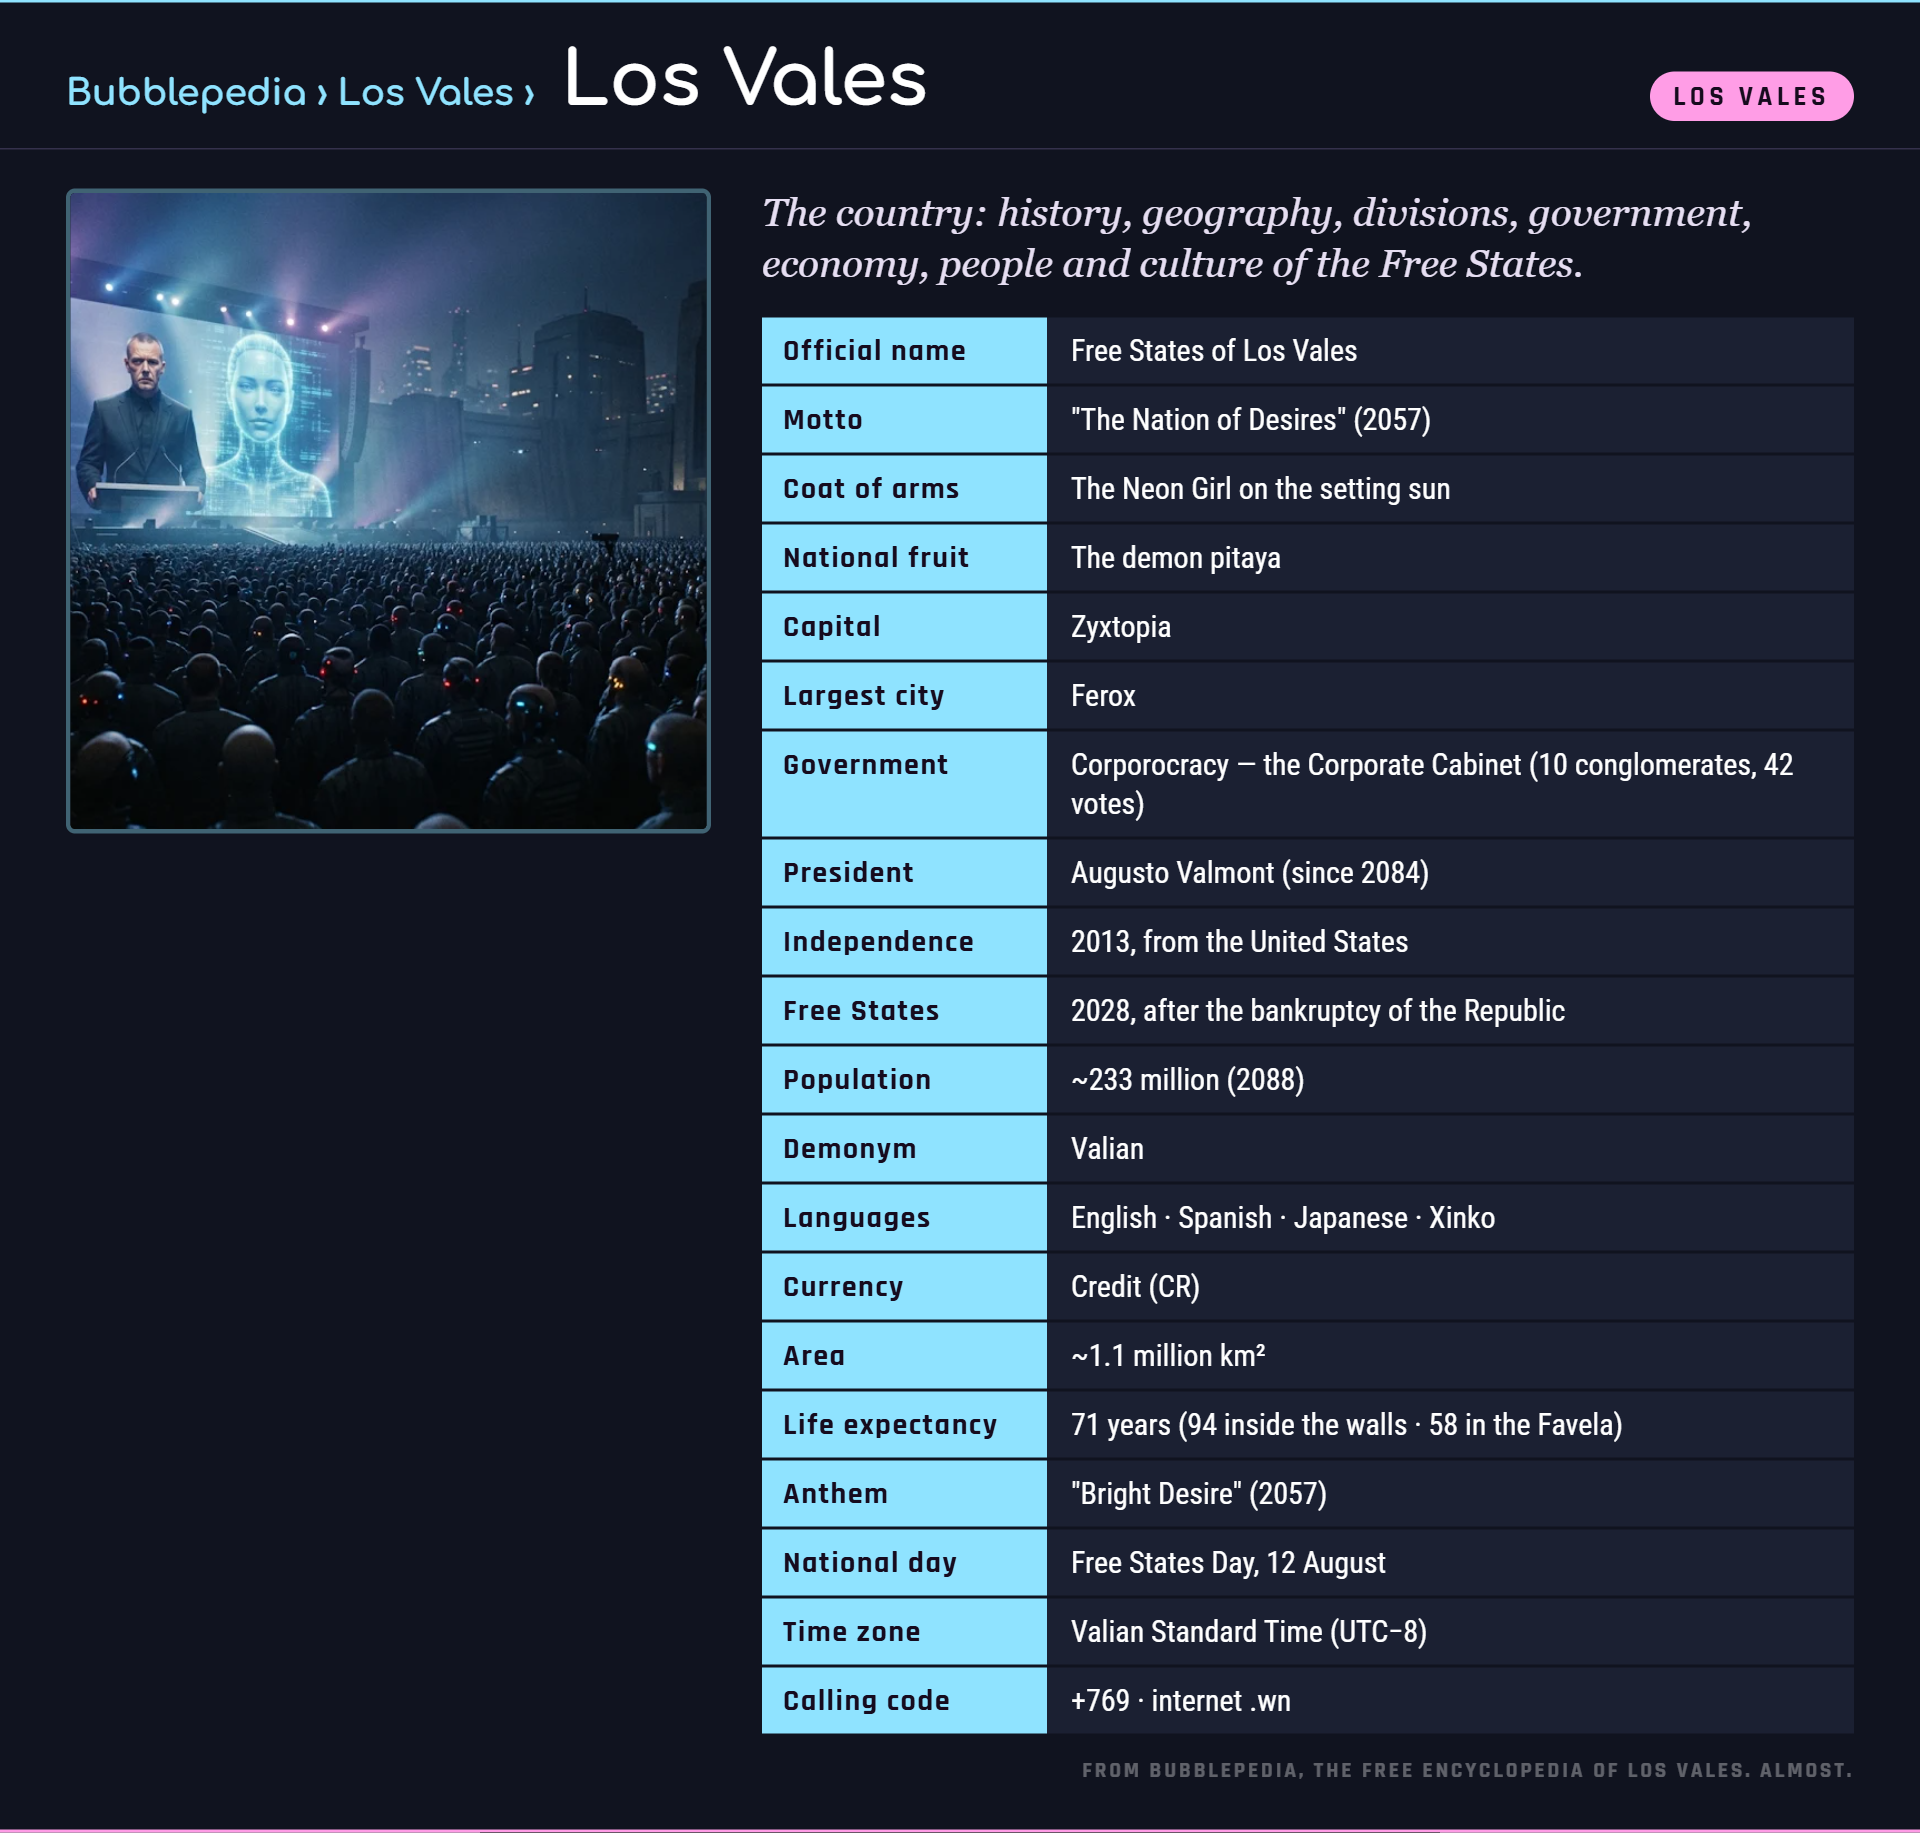 Bubblepedia › Los Vales › Los Vales
LOS VALES
The country: history, geography, divisions, government,
economy, people and culture of the Free States.
Official name Free States of Los Vales
Motto "The Nation of Desires" (2057)
Coat of arms The Neon Girl on the setting sun
National fruit The demon pitaya
Capital Zyxtopia
Largest city Ferox
Government Corporocracy — the Corporate Cabinet (10 conglomerates, 42
votes)
President Augusto Valmont (since 2084)
Independence 2013, from the United States
Free States 2028, after the bankruptcy of the Republic
Population ~233 million (2088)
Demonym Valian
Languages English · Spanish · Japanese · Xinko
Currency Credit (CR)
Area ~1.1 million km²
Life expectancy 71 years (94 inside the walls · 58 in the Favela)
Anthem "Bright Desire" (2057)
National day Free States Day, 12 August
Time zone Valian Standard Time (UTC−8)
Calling code +769 · internet .wn
FROM BUBBLEPEDIA, THE FREE ENCYCLOPEDIA OF LOS VALES. ALMOST.